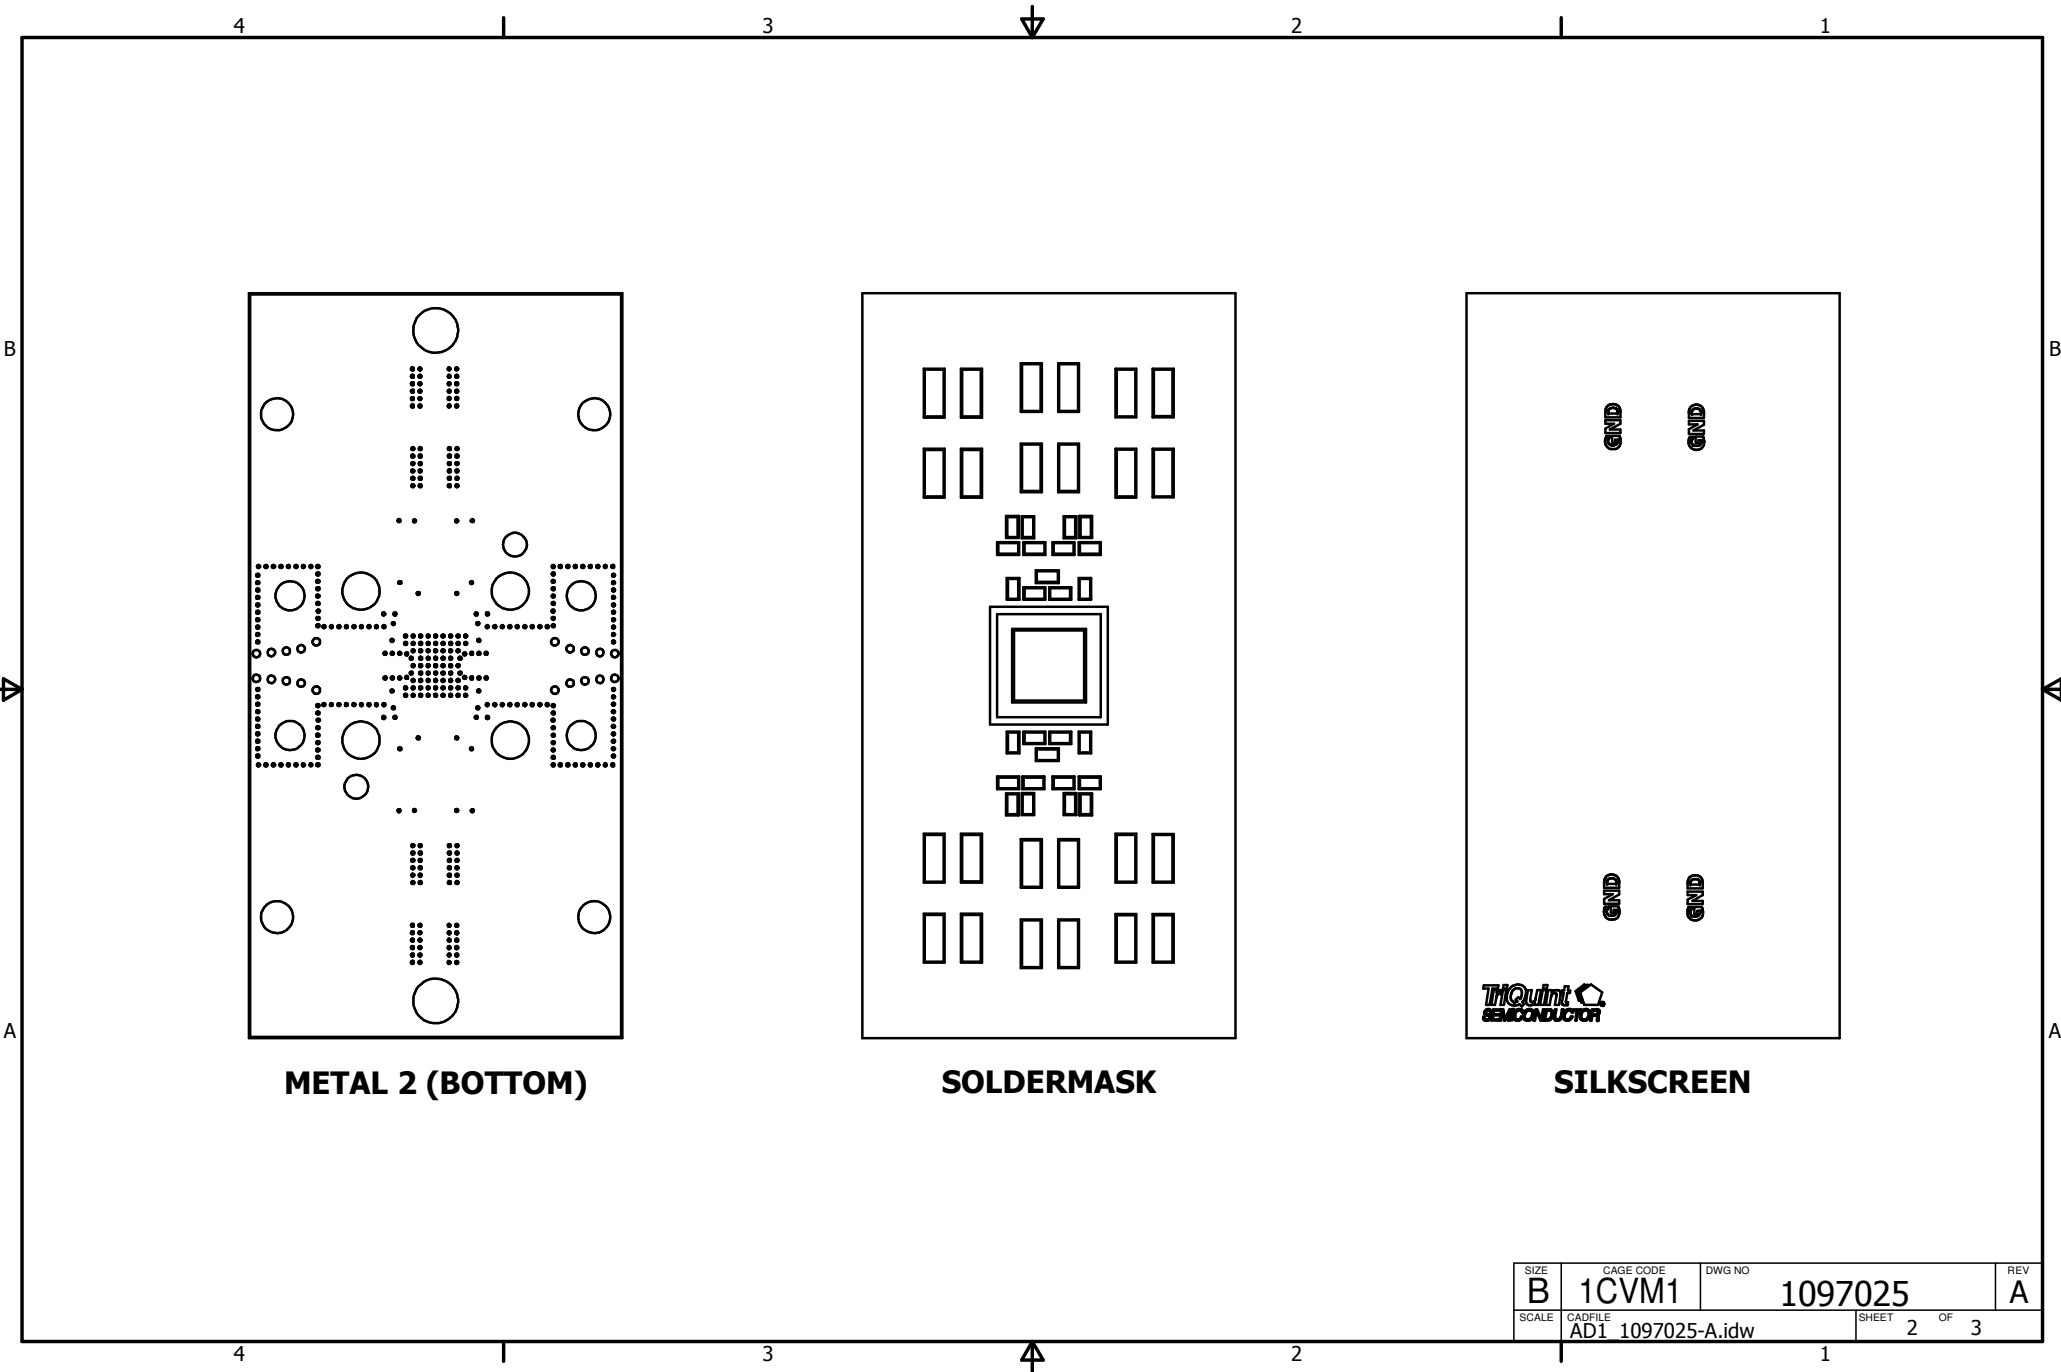 4 3 2 1
B B
GND GND
GND GND
TriQuint
SEMICONDUCTOR
A A
METAL 2 (BOTTOM) SOLDERMASK SILKSCREEN
SIZE CAGE CODE DWG NO REV
B 1CVM1 1097025 A
SCALE CADFILE SHEET OF
AD1_1097025-A.idw 2 3
4 3 2 1